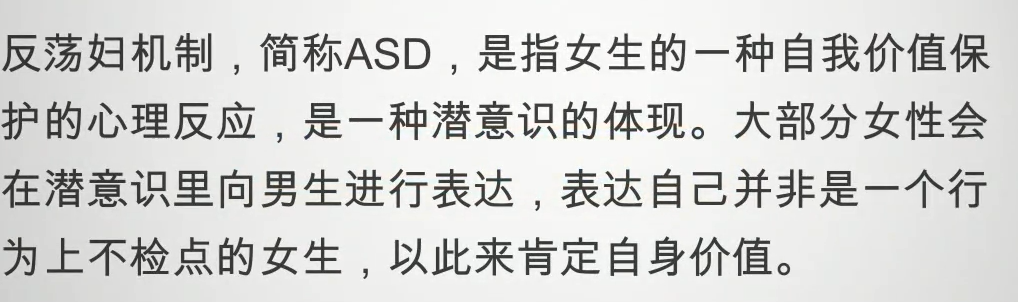 反荡妇机制，简称ASD，是指女生的一种自我价值保
护的心理反应，是一种潜意识的体现。大部分女性会
在潜意识里向男生进行表达，表达自己并非是一个行
为上不检点的女生，以此来肯定自身价值。